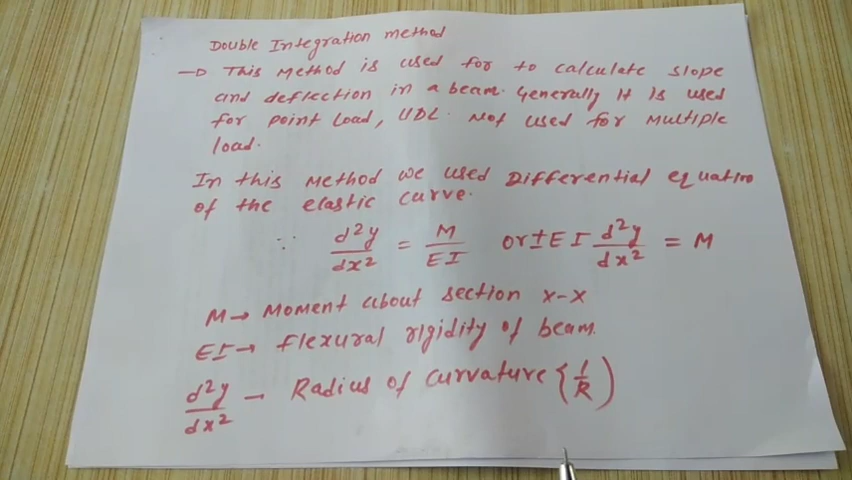 Double Integration method
→ This Method is used for to calculate slope
and deflection in a beam. Generally it is used
for point load, UDL. Not used for Multiple
load.
In this Method we used Differential equation
of the elastic curve.
∵ d²y/dx² = M/EI or ± EI d²y/dx² = M
M → Moment about section x-x
EI → Flexural rigidity of beam.
d²y/dx² - Radius of curvature {1/R)